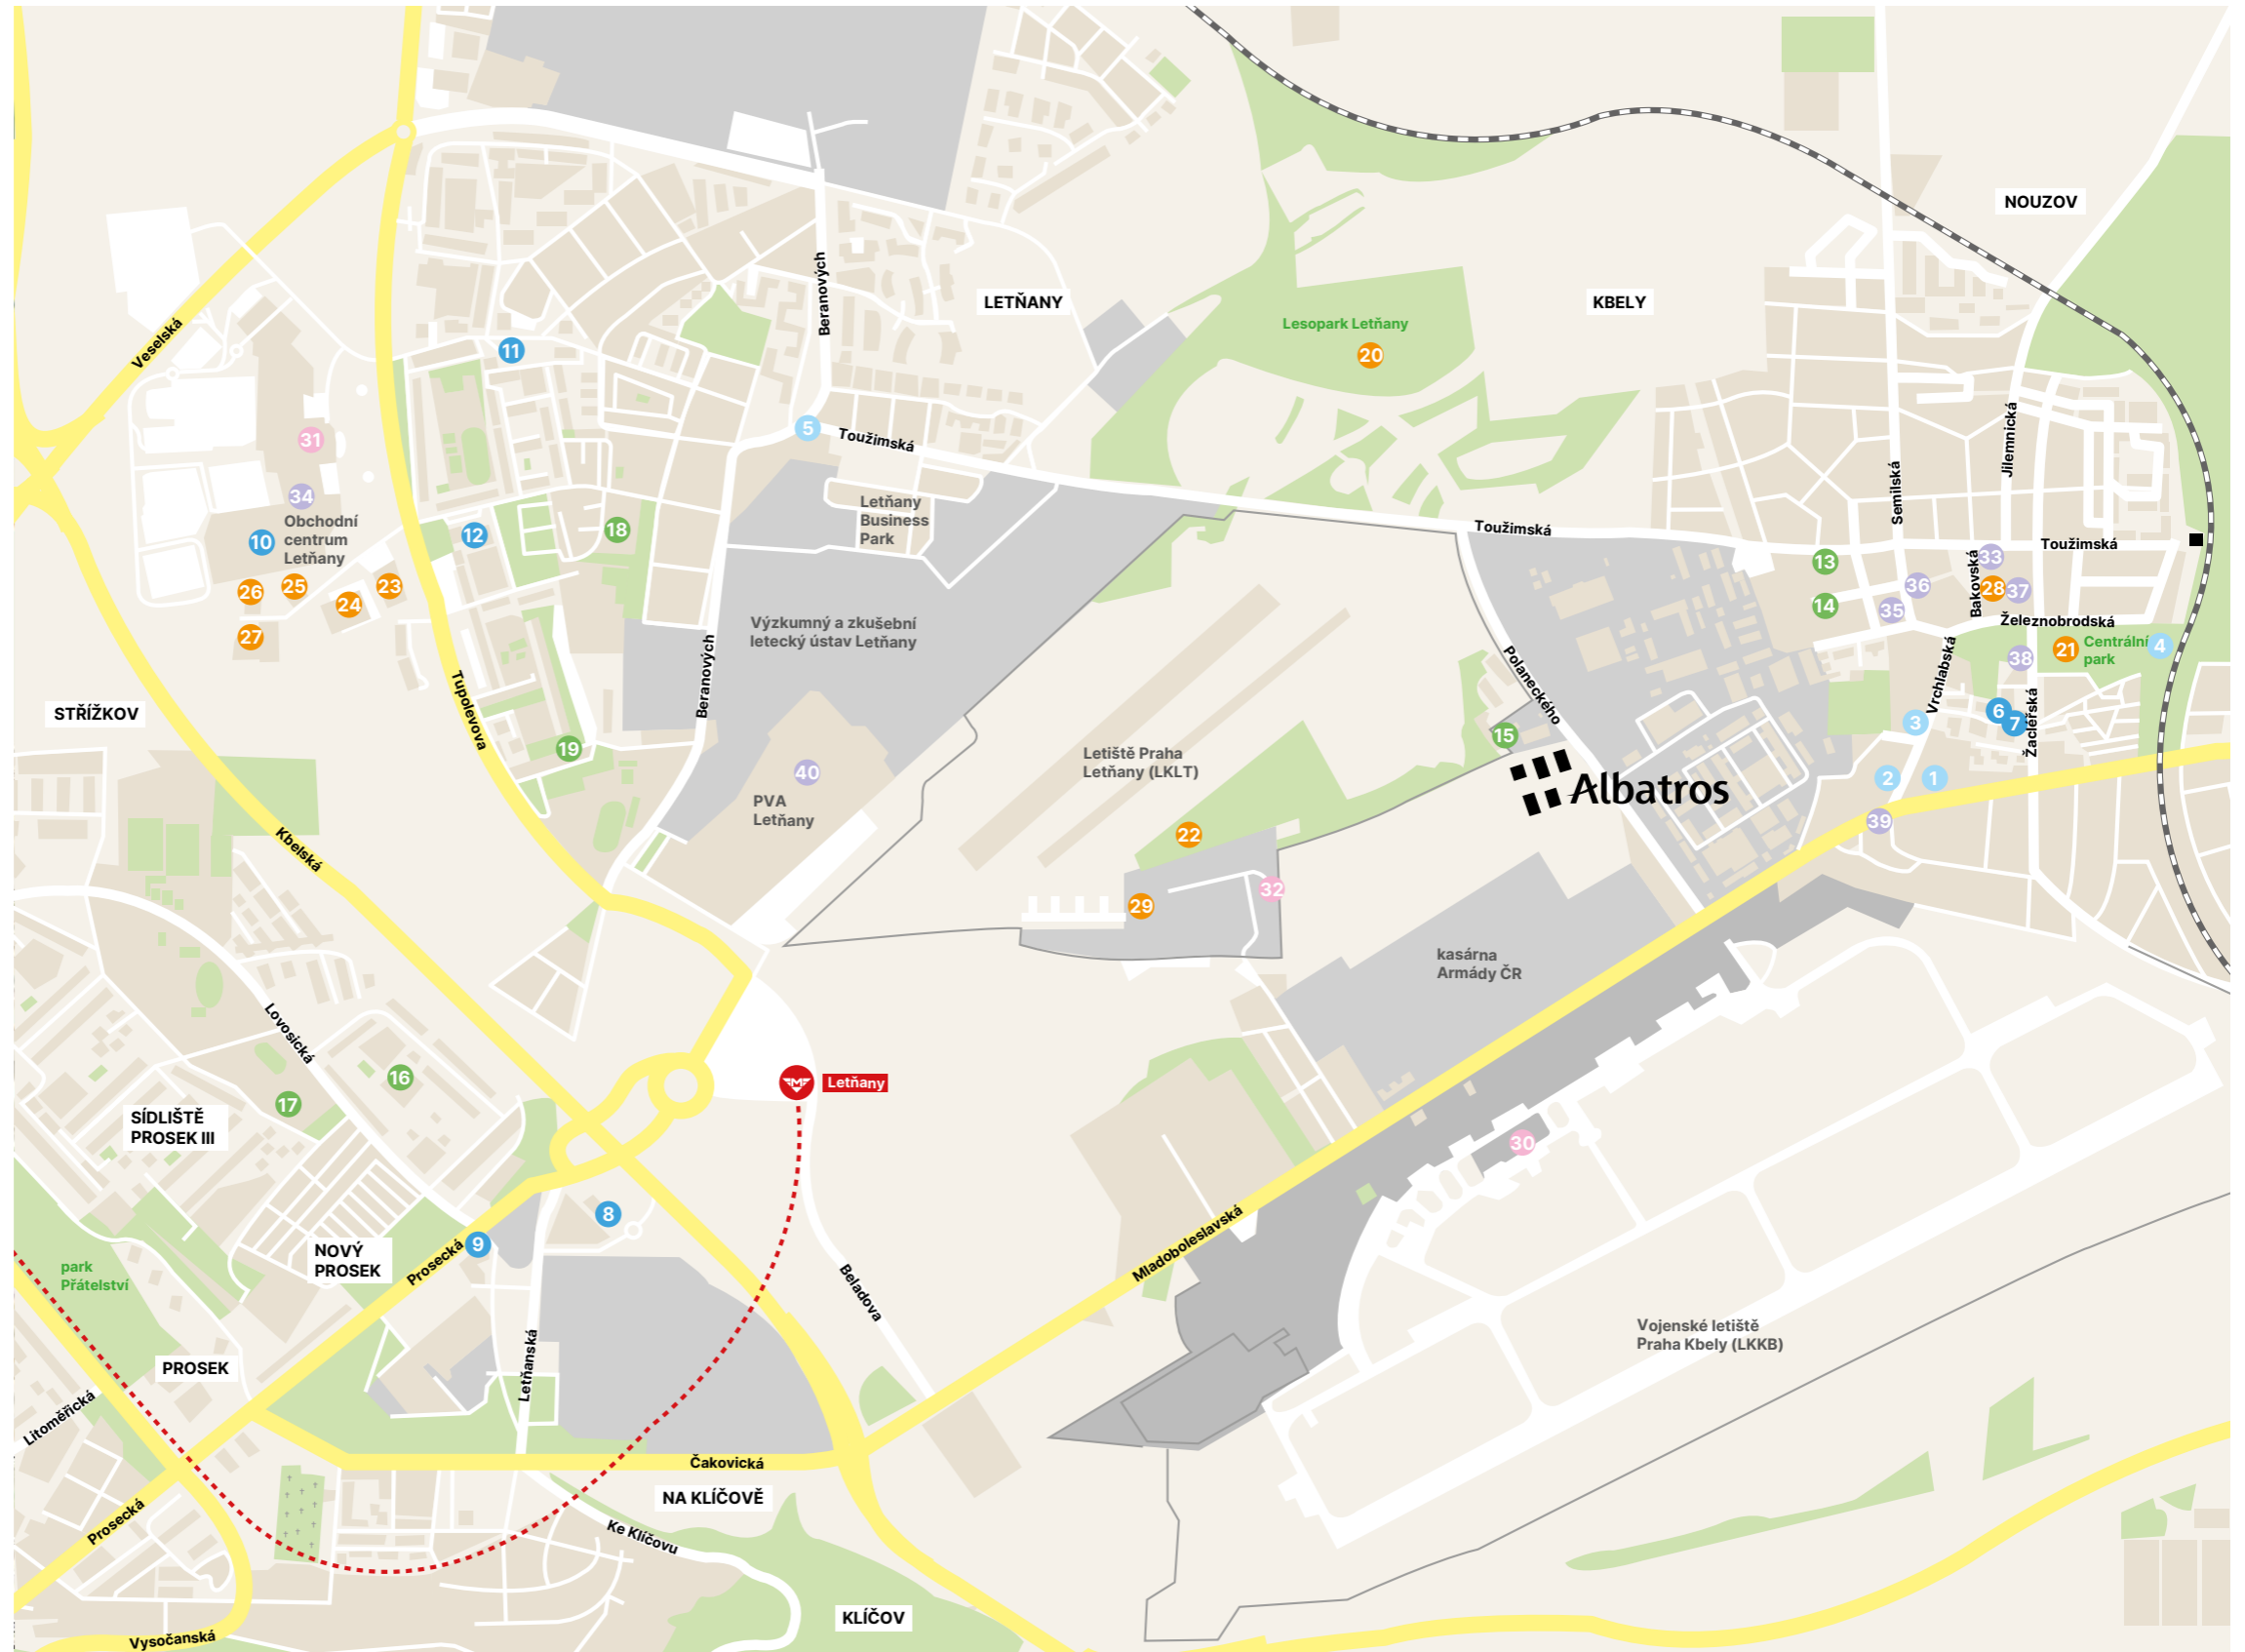 NOUZOV
LETŇANY
KBELY
Lesopark Letňany
20
Veselská
Beranových
11
5
Toužimská
31
34
Obchodní
centrum
Letňany
10
12
18
Letňany
Business
Park
Semilská
Jilemnická
Toužimská
Toužimská
26
25
23
24
27
13
14
36
35
Bakovská
33
28
37
Železnobrodská
Výzkumný a zkušební
letecký ústav Letňany
Beranových
Polaneckého
Vrchlabská
38
21
Centrální
park
4
STŘÍŽKOV
Tupolevova
19
15
3
6
7
Žacléřská
Letiště Praha
Letňany (LKLT)
40
PVA
Letňany
Albatros
2
1
39
22
Kbelská
32
29
kasárna
Armády ČR
Lovosická
16
17
M
Letňany
SÍDLIŠTĚ
PROSEK III
30
8
9
NOVÝ
PROSEK
Prosecká
park
Přátelství
Beladova
Mladoboleslavská
Vojenské letiště
Praha Kbely (LKKB)
PROSEK
Letňanská
Litoměřická
Čakovická
NA KLÍČOVĚ
Prosecká
Ke Klíčovu
KLÍČOV
Vysočanská